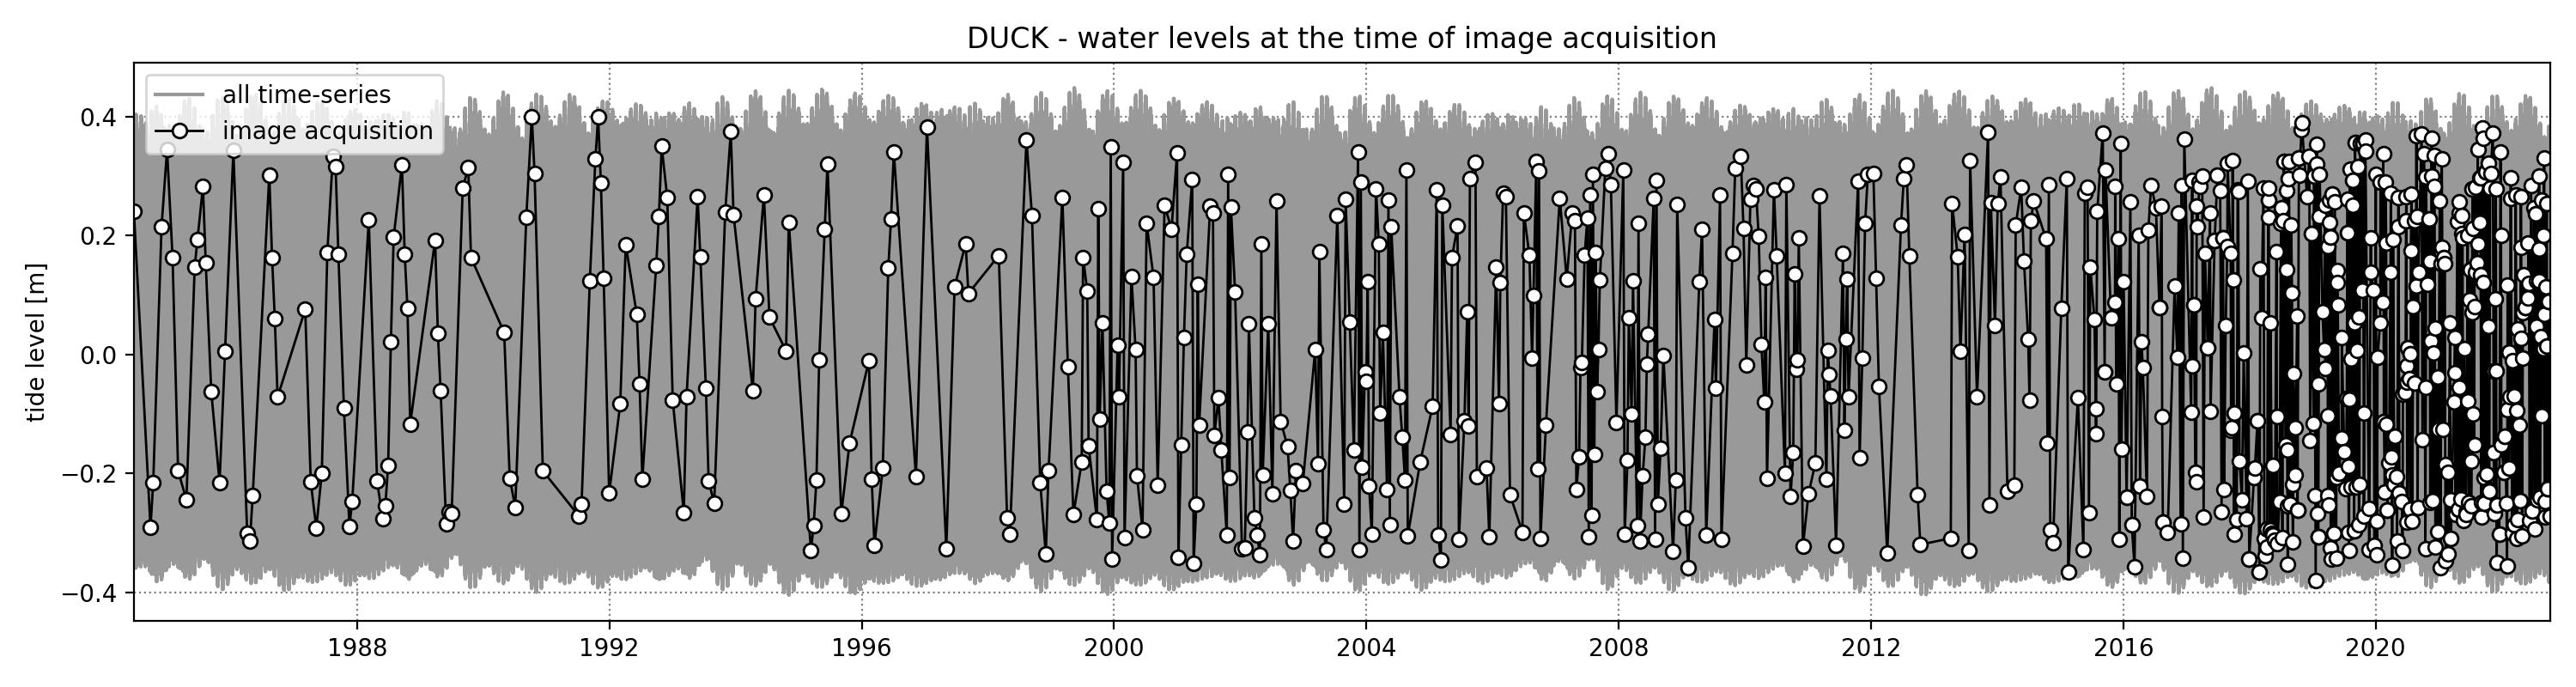 DUCK - water levels at the time of image acquisition
all time-series
image acquisition
tide level [m]
0.4
0.2
0.0
−0.2
−0.4
1988 1992 1996 2000 2004 2008 2012 2016 2020